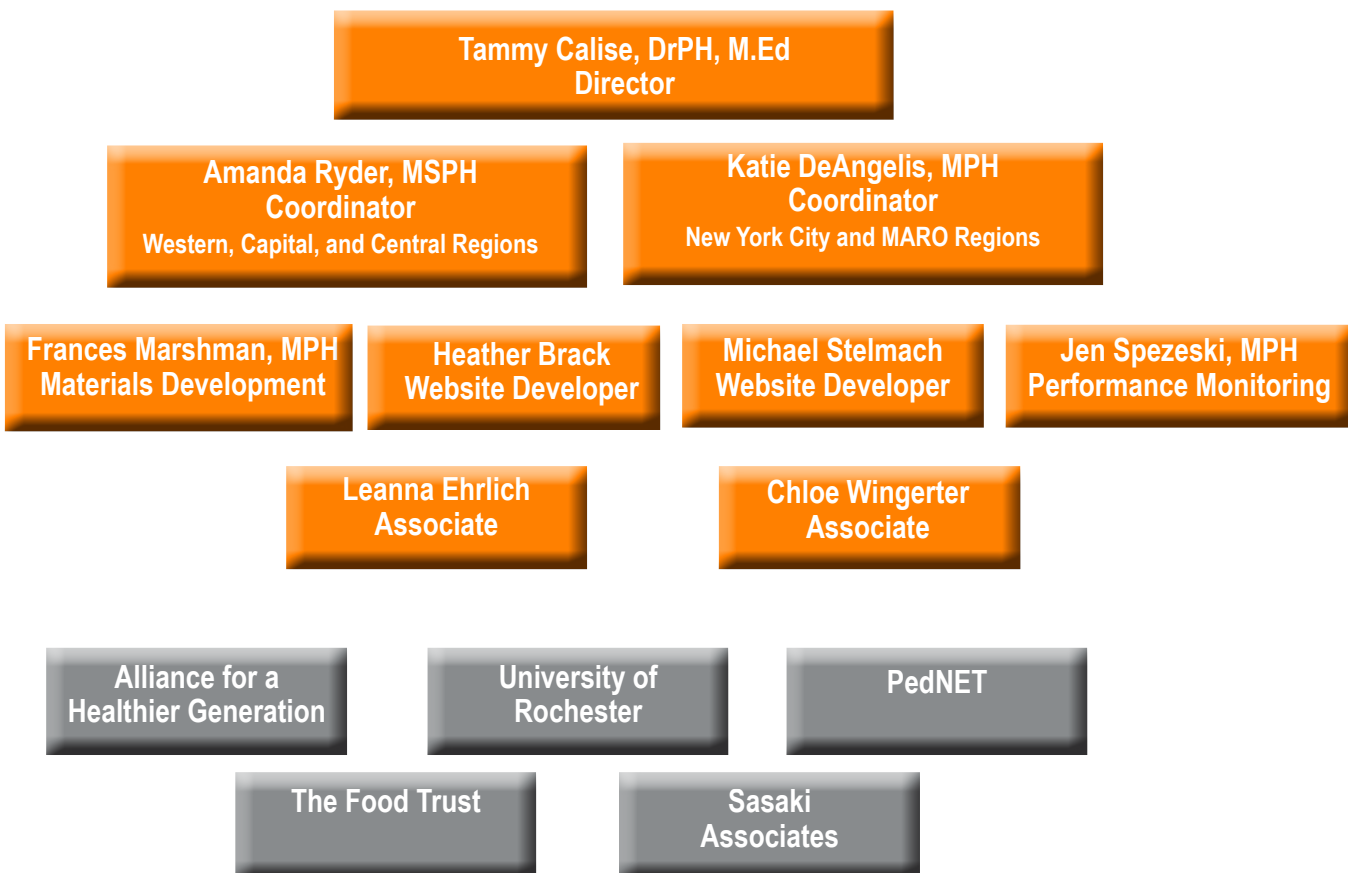 Tammy Calise, DrPH, M.Ed
Director
Amanda Ryder, MSPH
Coordinator
Western, Capital, and Central Regions
Katie DeAngelis, MPH
Coordinator
New York City and MARO Regions
Frances Marshman, MPH
Materials Development
Heather Brack
Website Developer
Michael Stelmach
Website Developer
Jen Spezeski, MPH
Performance Monitoring
Leanna Ehrlich
Associate
Chloe Wingerter
Associate
Alliance for a
Healthier Generation
University of
Rochester
PedNET
The Food Trust
Sasaki
Associates